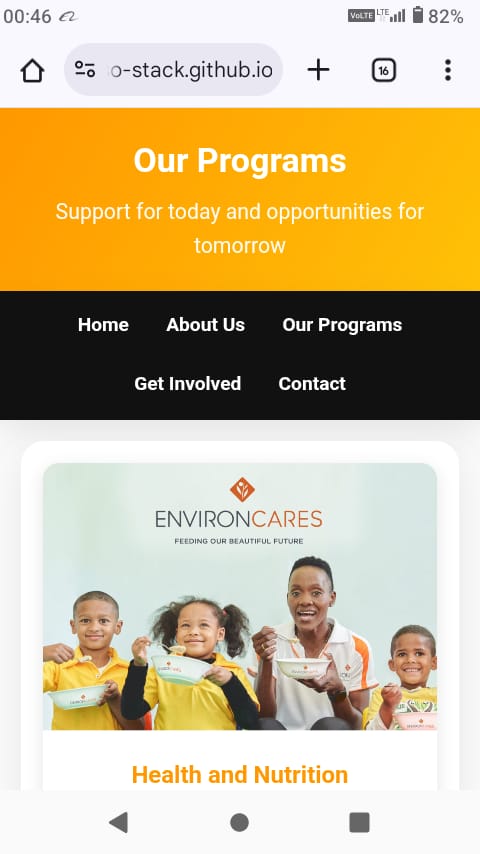 00:46
VoLTE LTE 82%
o-stack.github.io
16
Our Programs
Support for today and opportunities for
tomorrow
Home About Us Our Programs
Get Involved Contact
ENVIRONCARES
FEEDING OUR BEAUTIFUL FUTURE
Health and Nutrition